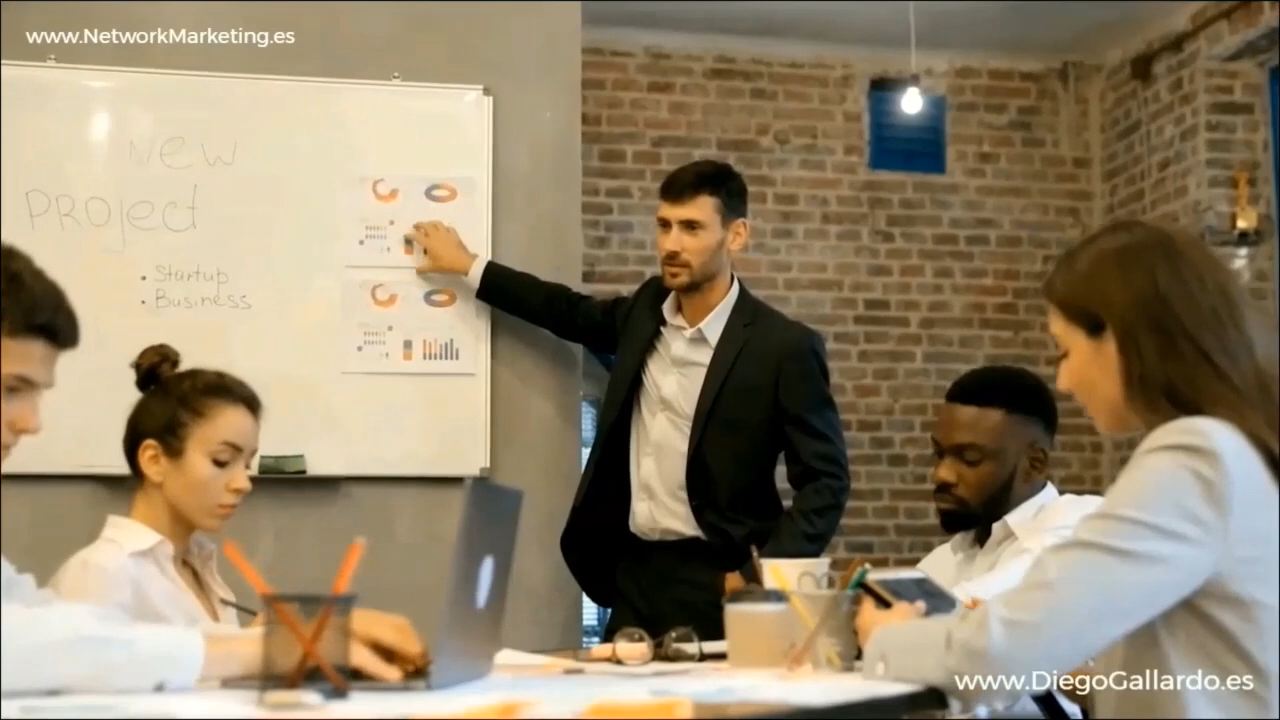 www.NetworkMarketing.es
New
PROject
• Startup
• Business
www.DiegoGallardo.es